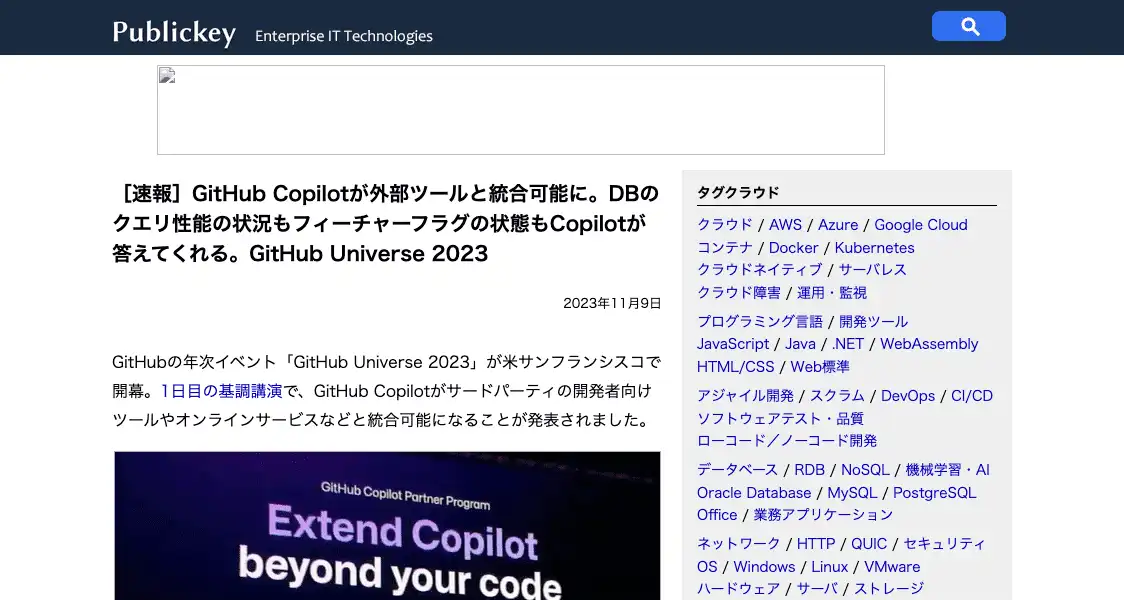 Publickey Enterprise IT Technologies
［速報］GitHub Copilotが外部ツールと統合可能に。DBの
クエリ性能の状況もフィーチャーフラグの状態もCopilotが
答えてくれる。GitHub Universe 2023
2023年11月9日
GitHubの年次イベント「GitHub Universe 2023」が米サンフランシスコで
開幕。1日目の基調講演で、GitHub Copilotがサードパーティの開発者向け
ツールやオンラインサービスなどと統合可能になることが発表されました。
GitHub Copilot Partner Program
Extend Copilot
beyond your code
タグクラウド
クラウド / AWS / Azure / Google Cloud
コンテナ / Docker / Kubernetes
クラウドネイティブ / サーバレス
クラウド障害 / 運用・監視
プログラミング言語 / 開発ツール
JavaScript / Java / .NET / WebAssembly
HTML/CSS / Web標準
アジャイル開発 / スクラム / DevOps / CI/CD
ソフトウェアテスト・品質
ローコード／ノーコード開発
データベース / RDB / NoSQL / 機械学習・AI
Oracle Database / MySQL / PostgreSQL
Office / 業務アプリケーション
ネットワーク / HTTP / QUIC / セキュリティ
OS / Windows / Linux / VMware
ハードウェア / サーバ / ストレージ